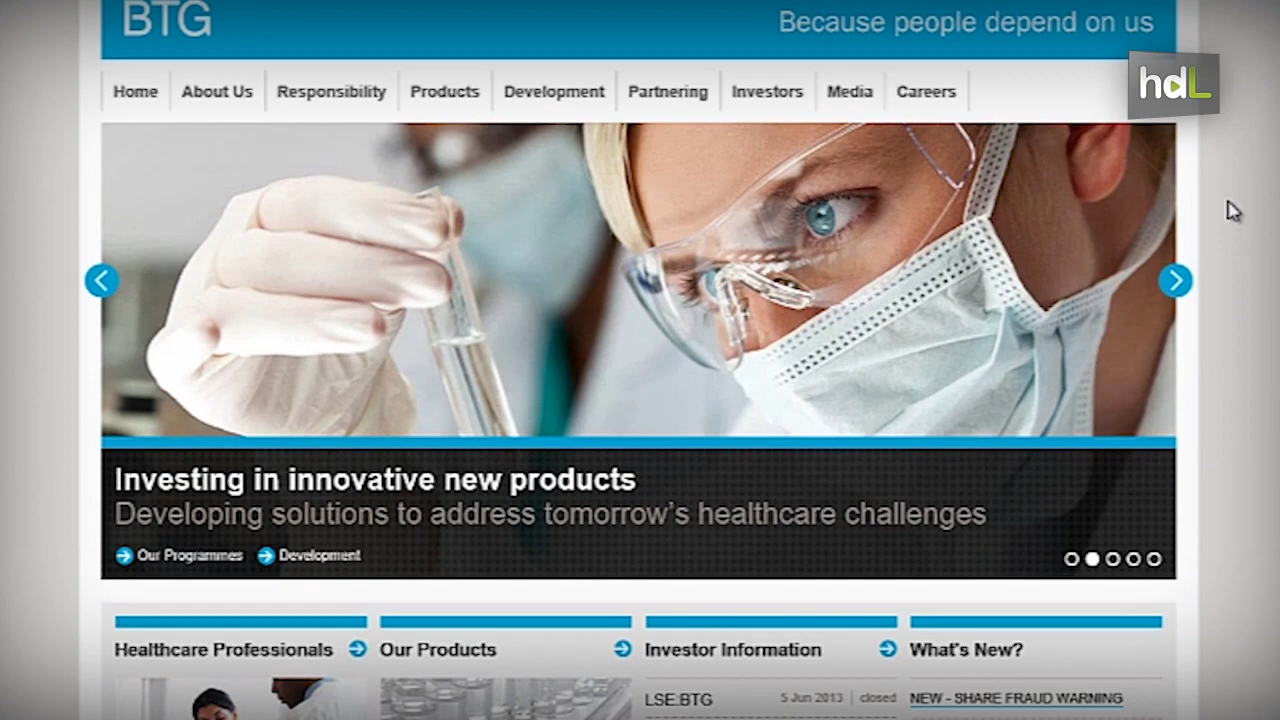 BTG
Because people depend on us
hdL
Home About Us Responsibility Products Development Partnering Investors Media Careers
Investing in innovative new products
Developing solutions to address tomorrow's healthcare challenges
Our Programmes Development
Healthcare Professionals Our Products Investor Information What's New?
LSE:BTG 5 Jun 2013 | closed NEW - SHARE FRAUD WARNING